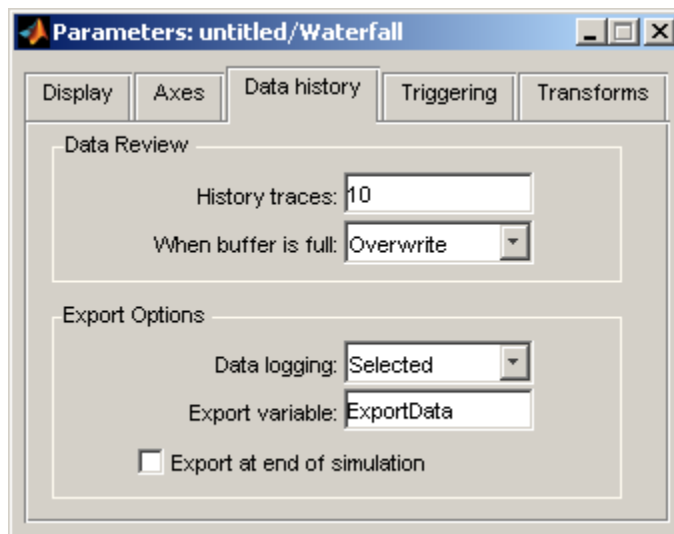 Parameters: untitled/Waterfall
Display Axes Data history Triggering Transforms
Data Review
History traces: 10
When buffer is full: Overwrite
Export Options
Data logging: Selected
Export variable: ExportData
Export at end of simulation